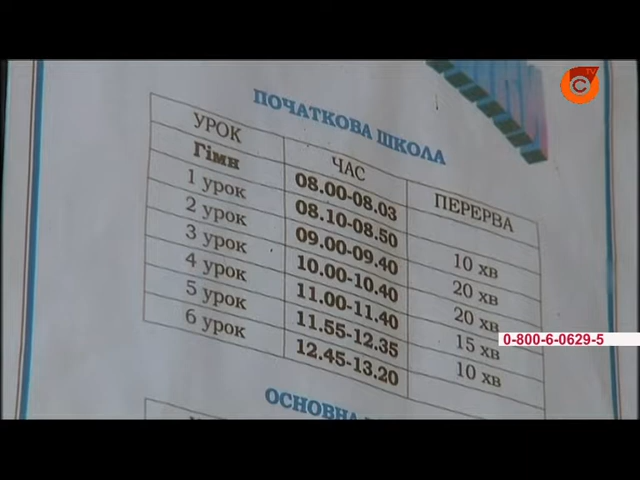 ПОЧАТКОВА ШКОЛА
УРОК ЧАС ПЕРЕРВА
Гімн 08.00-08.03
1 урок 08.10-08.50 10 хв
2 урок 09.00-09.40 20 хв
3 урок 10.00-10.40 20 хв
4 урок 11.00-11.40 15 хв
5 урок 11.55-12.35 10 хв
6 урок 12.45-13.20
ОСНОВНА
0-800-6-0629-5
TV